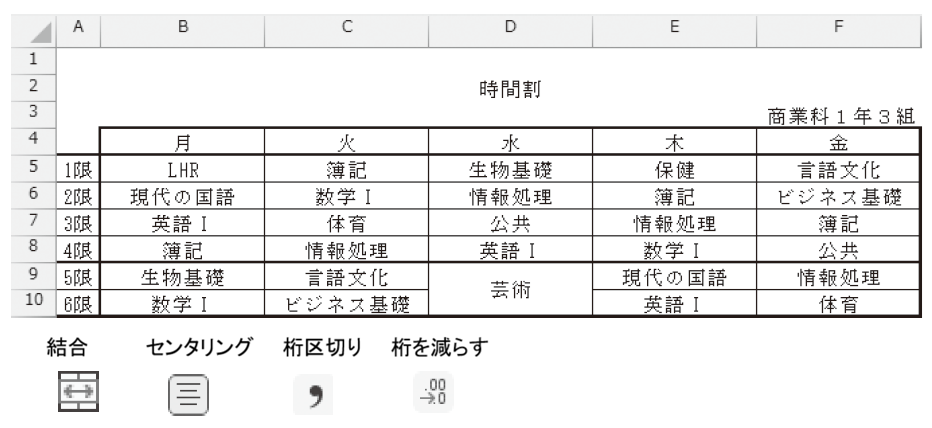 A B C D E F
1
2 時間割
3 商業科1年3組
4 月 火 水 木 金
5 1限 LHR 簿記 生物基礎 保健 言語文化
6 2限 現代の国語 数学Ⅰ 情報処理 簿記 ビジネス基礎
7 3限 英語Ⅰ 体育 公共 情報処理 簿記
8 4限 簿記 情報処理 英語Ⅰ 数学Ⅰ 公共
9 5限 生物基礎 言語文化 芸術 現代の国語 情報処理
10 6限 数学Ⅰ ビジネス基礎 英語Ⅰ 体育
結合 センタリング 桁区切り 桁を減らす
, .00→.0